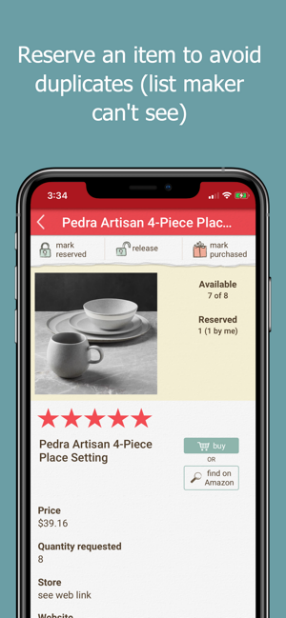 Reserve an item to avoid
duplicates (list maker
can't see)
3:34
Pedra Artisan 4-Piece Plac...
mark
reserved
release
mark
purchased
Available
7 of 8
Reserved
1 (1 by me)
Pedra Artisan 4-Piece
Place Setting
buy
OR
find on
Amazon
Price
$39.16
Quantity requested
8
Store
see web link
Website